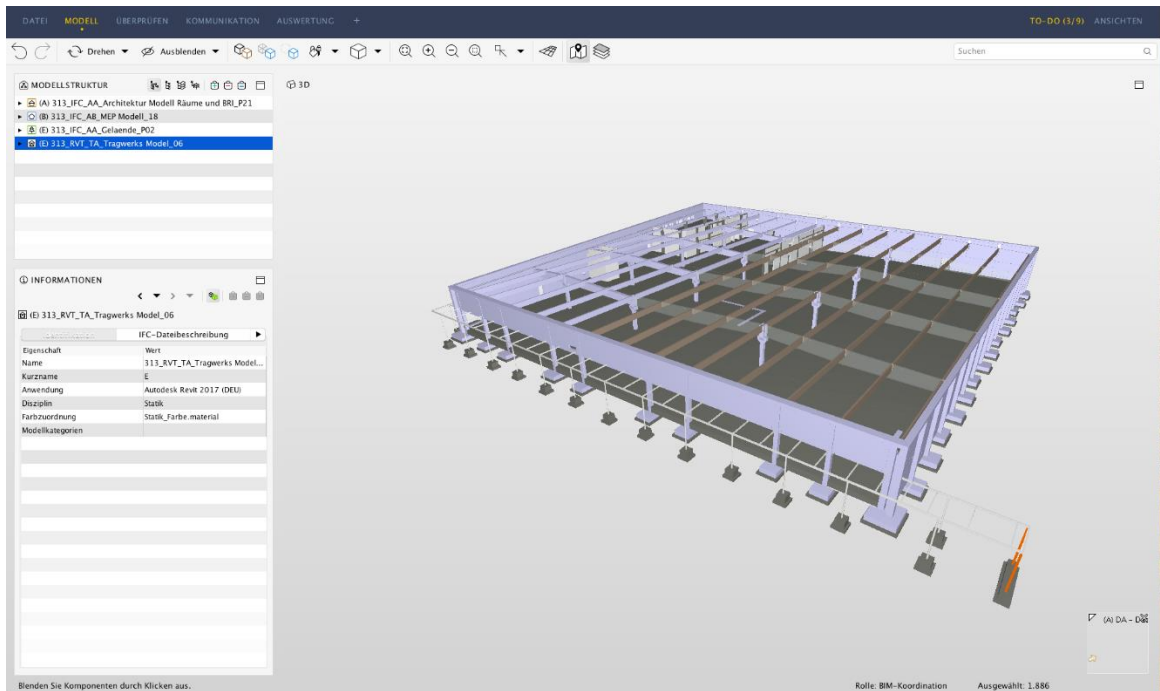 DATEI MODELL ÜBERPRÜFEN KOMMUNIKATION AUSWERTUNG + TO-DO (3/9) ANSICHTEN
Drehen Ausblenden Suchen
MODELLSTRUKTUR
3D
(A) 313_IFC_AA_Architektur Modell Räume und BRI_P21
(B) 313_IFC_AB_MEP Modell_18
(E) 313_IFC_AA_Gelaende_P02
(E) 313_RVT_TA_Tragwerks Model_06
INFORMATIONEN
(E) 313_RVT_TA_Tragwerks Model_06
IFC-Dateibeschreibung
Eigenschaft Wert
Name 313_RVT_TA_Tragwerks Model...
Kurzname E
Anwendung Autodesk Revit 2017 (DEU)
Disziplin Statik
Farbzuordnung Statik_Farbe.material
Modellkategorien
(A) DA - 
Blenden Sie Komponenten durch Klicken aus. Rolle: BIM-Koordination Ausgewählt: 1.886